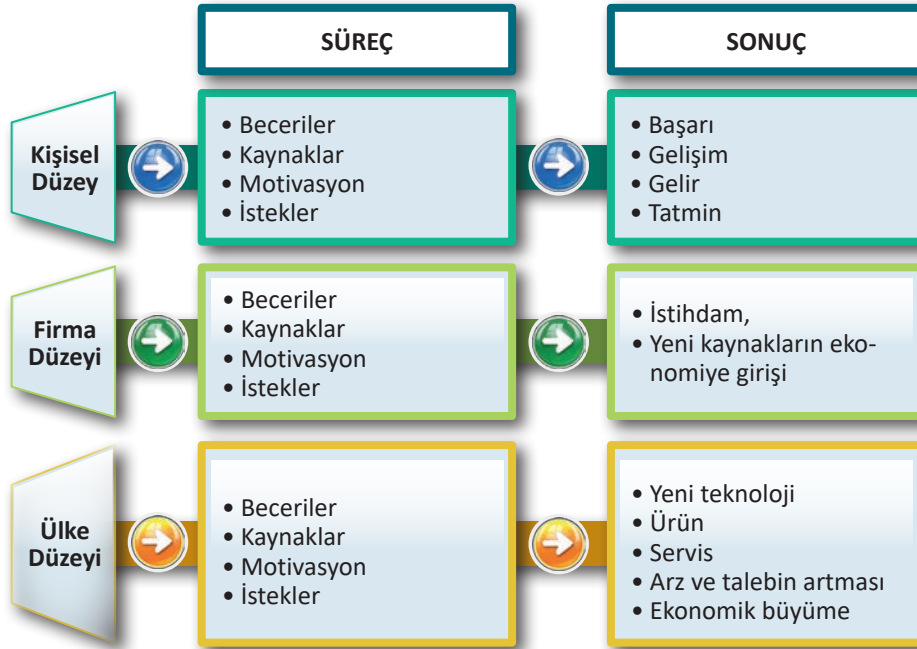 SÜREÇ
SONUÇ
Kişisel
Düzey
• Beceriler
• Kaynaklar
• Motivasyon
• İstekler
• Başarı
• Gelişim
• Gelir
• Tatmin
Firma
Düzeyi
• Beceriler
• Kaynaklar
• Motivasyon
• İstekler
• İstihdam,
• Yeni kaynakların eko-
nomiye girişi
Ülke
Düzeyi
• Beceriler
• Kaynaklar
• Motivasyon
• İstekler
• Yeni teknoloji
• Ürün
• Servis
• Arz ve talebin artması
• Ekonomik büyüme